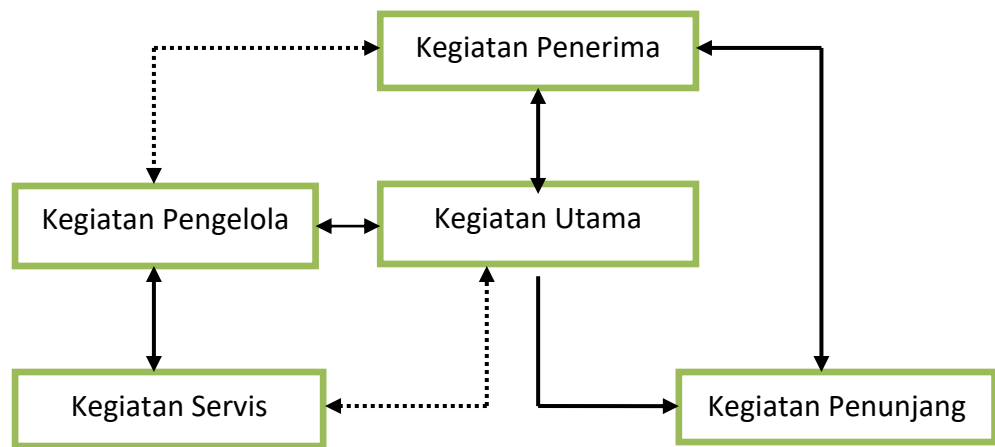 Kegiatan Penerima
Kegiatan Pengelola
Kegiatan Utama
Kegiatan Servis
Kegiatan Penunjang